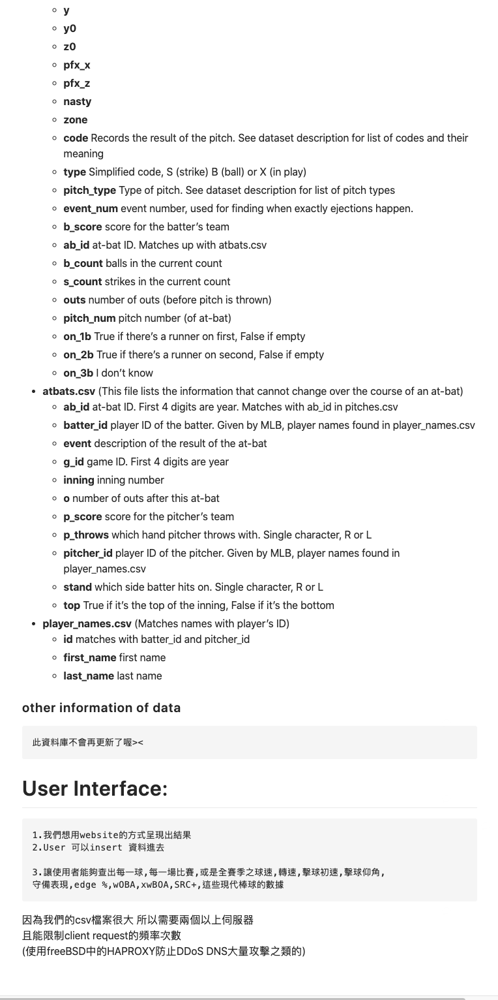 y
y0
z0
pfx_x
pfx_z
nasty
zone
code Records the result of the pitch. See dataset description for list of codes and their
meaning
type Simplified code, S (strike) B (ball) or X (in play)
pitch_type Type of pitch. See dataset description for list of pitch types
event_num event number, used for finding when exactly ejections happen.
b_score score for the batter’s team
ab_id at-bat ID. Matches up with atbats.csv
b_count balls in the current count
s_count strikes in the current count
outs number of outs (before pitch is thrown)
pitch_num pitch number (of at-bat)
on_1b True if there’s a runner on first, False if empty
on_2b True if there’s a runner on second, False if empty
on_3b I don’t know
atbats.csv (This file lists the information that cannot change over the course of an at-bat)
ab_id at-bat ID. First 4 digits are year. Matches with ab_id in pitches.csv
batter_id player ID of the batter. Given by MLB, player names found in player_names.csv
event description of the result of the at-bat
g_id game ID. First 4 digits are year
inning inning number
o number of outs after this at-bat
p_score score for the pitcher’s team
p_throws which hand pitcher throws with. Single character, R or L
pitcher_id player ID of the pitcher. Given by MLB, player names found in
player_names.csv
stand which side batter hits on. Single character, R or L
top True if it’s the top of the inning, False if it’s the bottom
player_names.csv (Matches names with player’s ID)
id matches with batter_id and pitcher_id
first_name first name
last_name last name
other information of data
此資料庫不會再更新了喔><
User Interface:
1.我們想用website的方式呈現出結果
2.User 可以insert 資料進去
3.讓使用者能夠查出每一球,每一場比賽,或是全賽季之球速,轉速,擊球初速,擊球仰角,
守備表現,edge %,wOBA,xwBOA,SRC+,這些現代棒球的數據
因為我們的csv檔案很大 所以需要兩個以上伺服器
且能限制client request的頻率次數
(使用freeBSD中的HAPROXY防止DDoS DNS大量攻擊之類的)